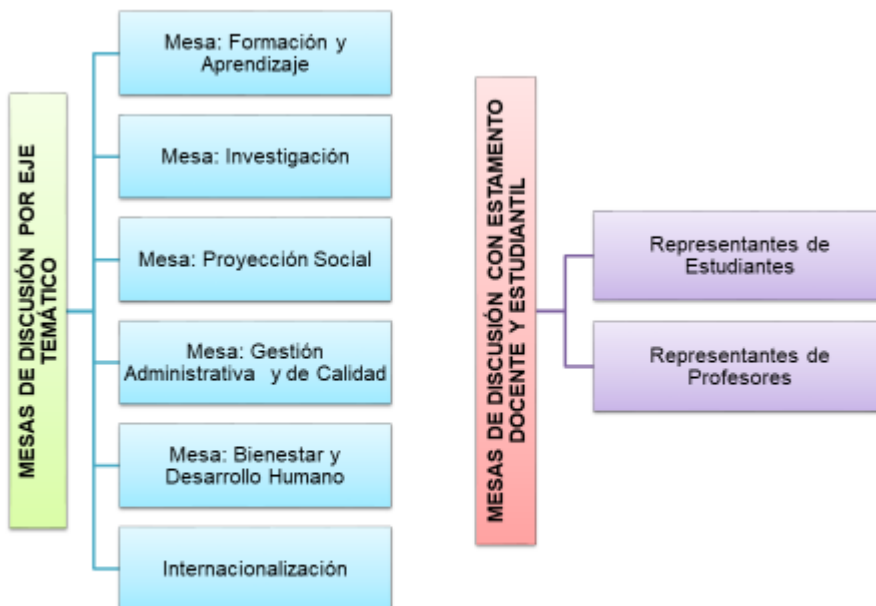 MESAS DE DISCUSIÓN POR EJE
TEMÁTICO
Mesa: Formación y
Aprendizaje
Mesa: Investigación
Mesa: Proyección Social
Mesa: Gestión
Administrativa y de Calidad
Mesa: Bienestar y
Desarrollo Humano
Internacionalización
MESAS DE DISCUSIÓN CON ESTAMENTO
DOCENTE Y ESTUDIANTIL
Representantes de
Estudiantes
Representantes de
Profesores